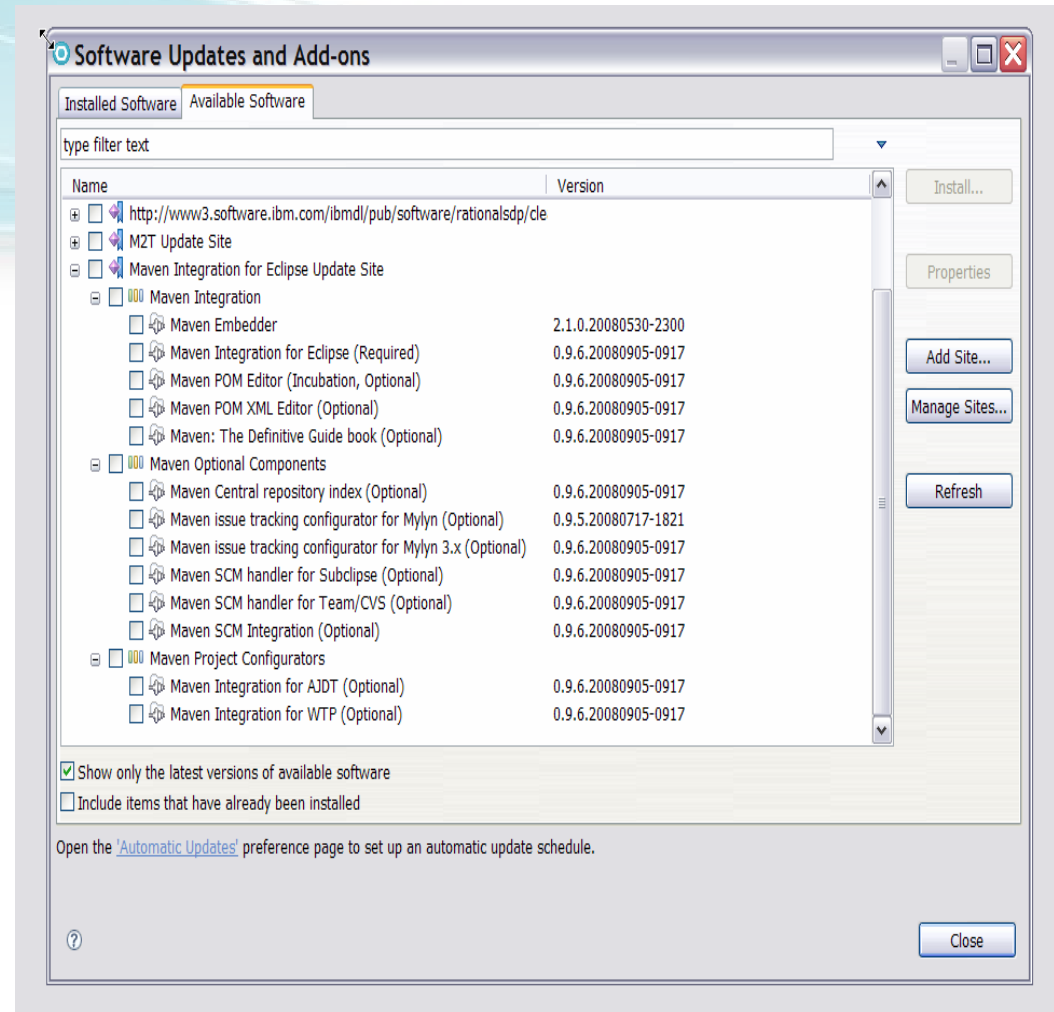 Software Updates and Add-ons
Installed Software Available Software
type filter text
Name Version
Install...
http://www3.software.ibm.com/ibmdl/pub/software/rationalsdp/cle
M2T Update Site
Maven Integration for Eclipse Update Site
Properties
Maven Integration
Maven Embedder 2.1.0.20080530-2300
Maven Integration for Eclipse (Required) 0.9.6.20080905-0917
Add Site...
Maven POM Editor (Incubation, Optional) 0.9.6.20080905-0917
Maven POM XML Editor (Optional) 0.9.6.20080905-0917
Manage Sites...
Maven: The Definitive Guide book (Optional) 0.9.6.20080905-0917
Maven Optional Components
Maven Central repository index (Optional) 0.9.6.20080905-0917
Refresh
Maven issue tracking configurator for Mylyn (Optional) 0.9.5.20080717-1821
Maven issue tracking configurator for Mylyn 3.x (Optional) 0.9.6.20080905-0917
Maven SCM handler for Subclipse (Optional) 0.9.6.20080905-0917
Maven SCM handler for Team/CVS (Optional) 0.9.6.20080905-0917
Maven SCM Integration (Optional) 0.9.6.20080905-0917
Maven Project Configurators
Maven Integration for AJDT (Optional) 0.9.6.20080905-0917
Maven Integration for WTP (Optional) 0.9.6.20080905-0917
Show only the latest versions of available software
Include items that have already been installed
Open the 'Automatic Updates' preference page to set up an automatic update schedule.
? Close